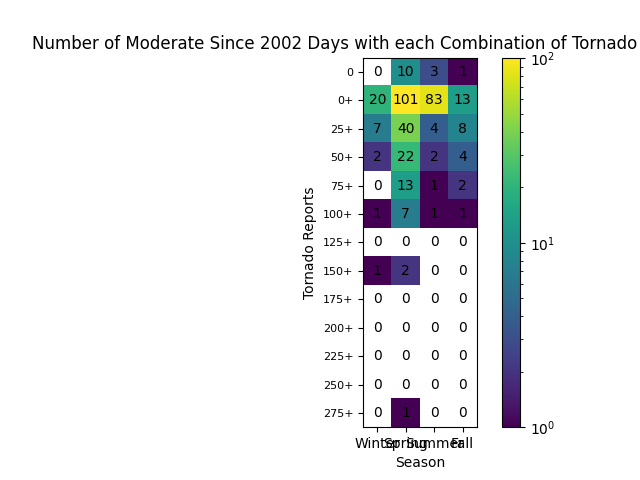 Number of Moderate Since 2002 Days with each Combination of Tornado
0 0 10 3 1
0+ 20 101 83 13
25+ 7 40 4 8
50+ 2 22 2 4
75+ 0 13 1 2
100+ 1 7 1 1
125+ 0 0 0 0
150+ 1 2 0 0
175+ 0 0 0 0
200+ 0 0 0 0
225+ 0 0 0 0
250+ 0 0 0 0
275+ 0 1 0 0
Winter Spring Summer Fall
Season
Tornado Reports
10²
10¹
10⁰